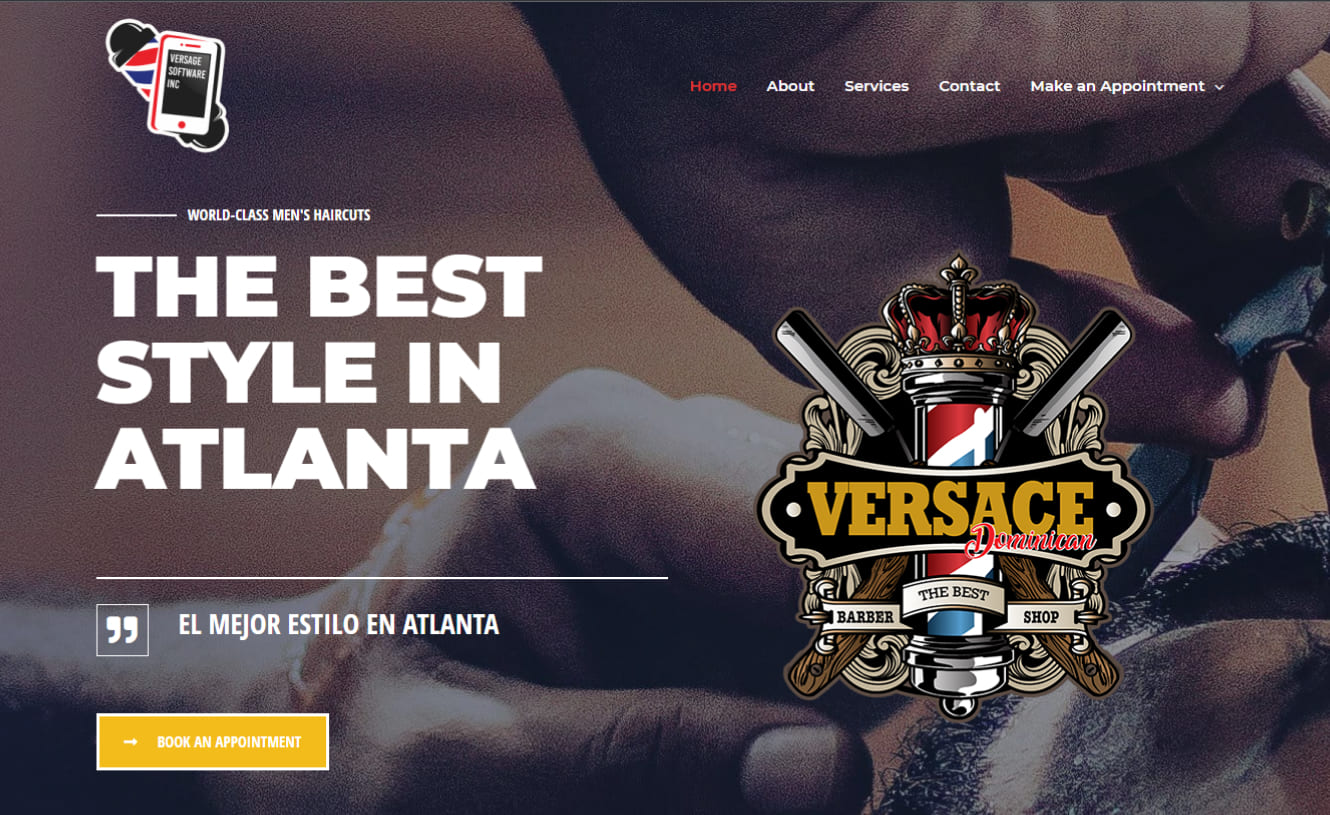 VERSAGE
SOFTWARE
INC
Home About Services Contact Make an Appointment
WORLD-CLASS MEN'S HAIRCUTS
THE BEST
STYLE IN
ATLANTA
EL MEJOR ESTILO EN ATLANTA
BOOK AN APPOINTMENT
VERSACE
Dominican
THE BEST
BARBER SHOP